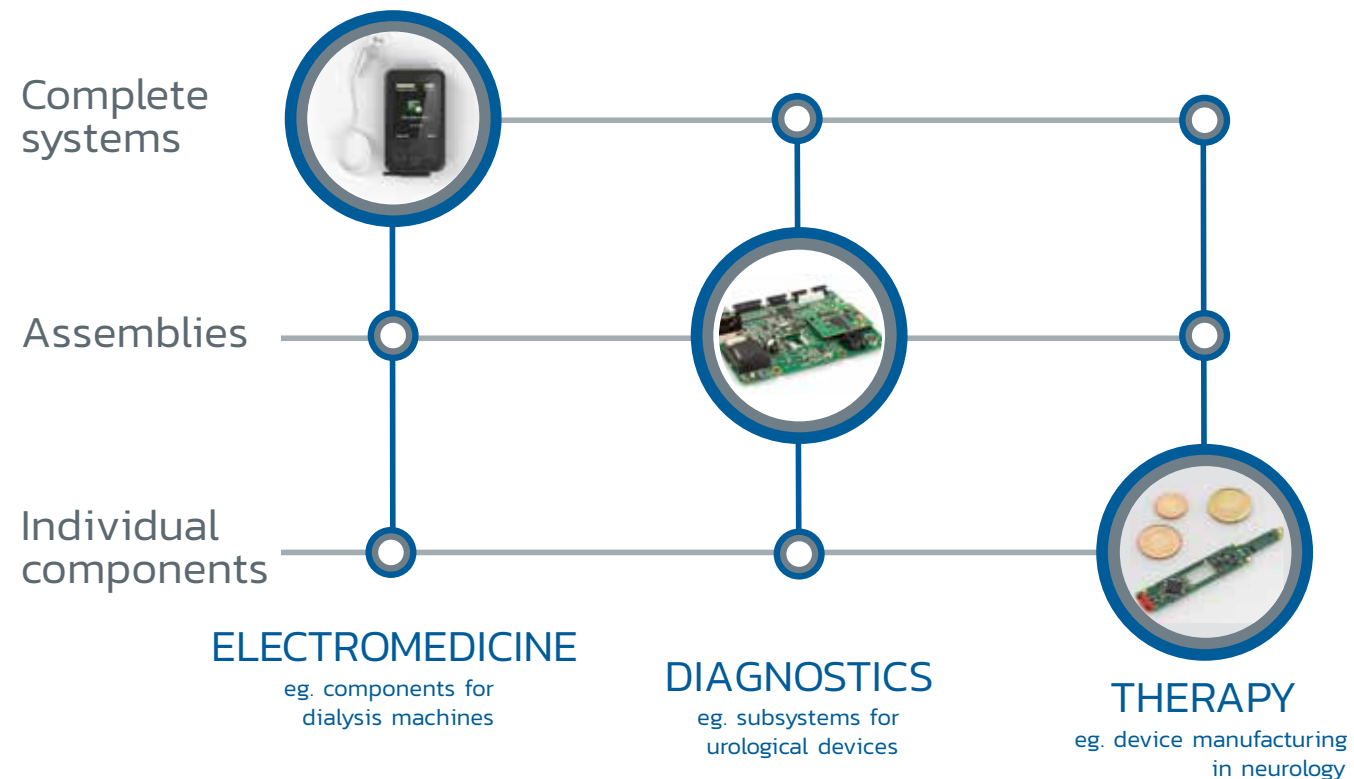 Complete
systems
Assemblies
Individual
components
ELECTROMEDICINE
eg. components for
dialysis machines
DIAGNOSTICS
eg. subsystems for
urological devices
THERAPY
eg. device manufacturing
in neurology